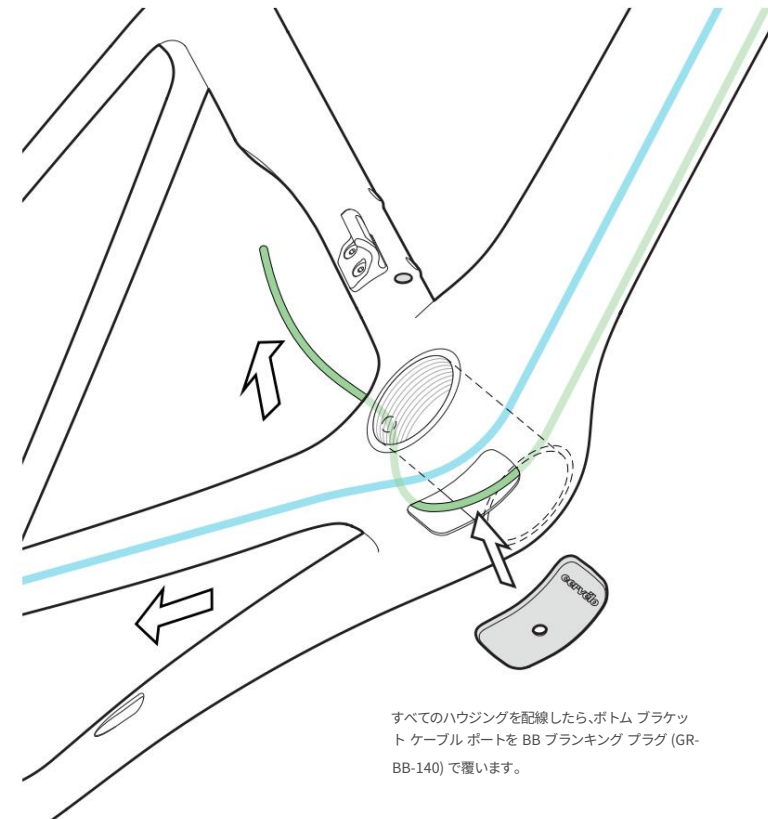 cervélo
すべてのハウジングを配線したら、ボトム ブラケッ
ト ケーブル ポートを BB ブランキング プラグ (GR-
BB-140) で覆います。